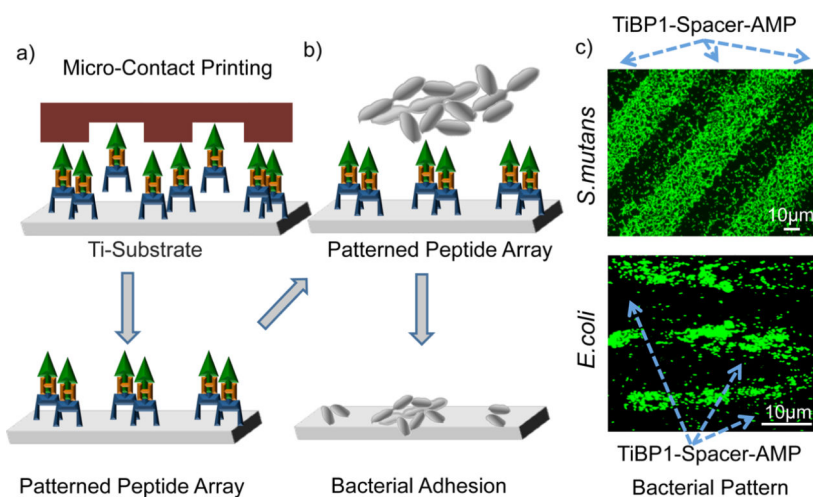 a)
Micro-Contact Printing
Ti-Substrate
Patterned Peptide Array
b)
Patterned Peptide Array
Bacterial Adhesion
c)
TiBP1-Spacer-AMP
S.mutans
10µm
E.coli
10µm
TiBP1-Spacer-AMP
Bacterial Pattern